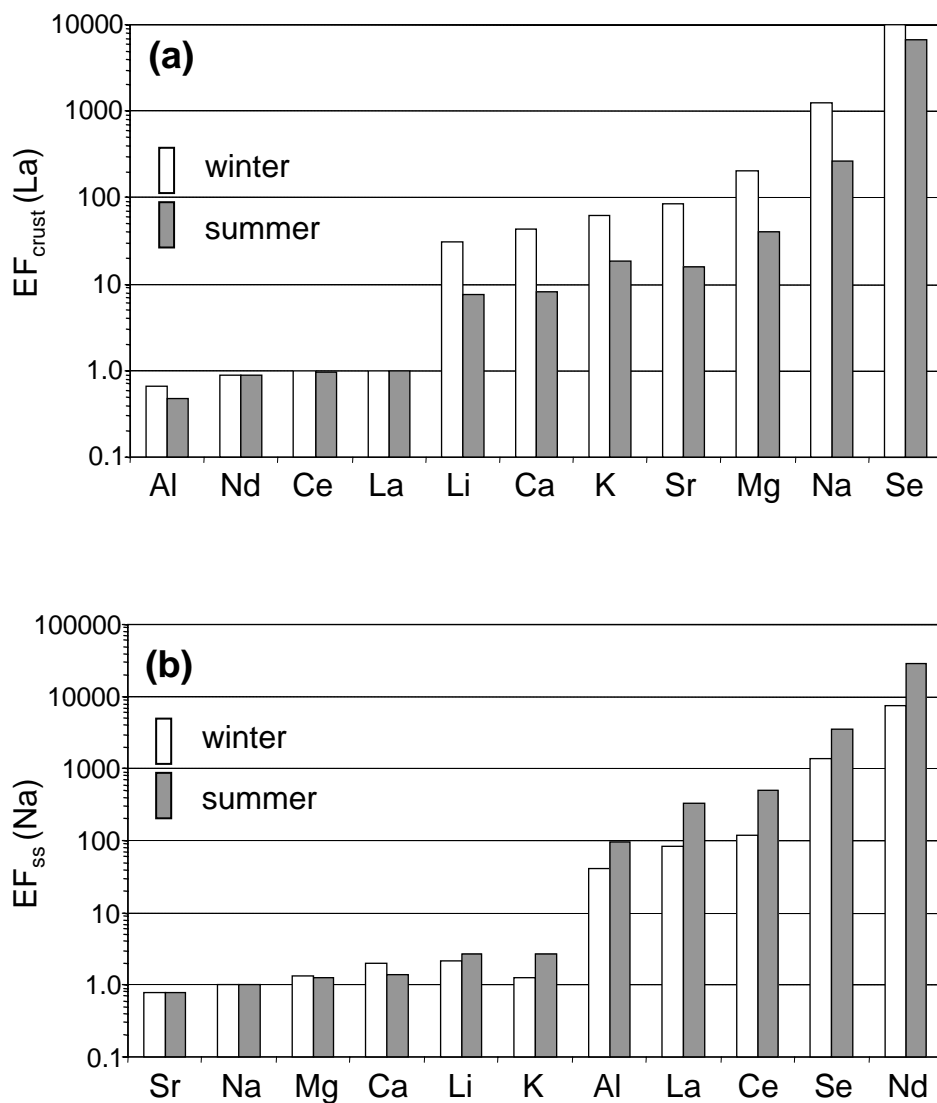 (a)
10000
1000
100
10
1.0
0.1
EF_crust (La)
winter
summer
Al Nd Ce La Li Ca K Sr Mg Na Se
(b)
100000
10000
1000
100
10
1.0
0.1
EF_ss (Na)
winter
summer
Sr Na Mg Ca Li K Al La Ce Se Nd